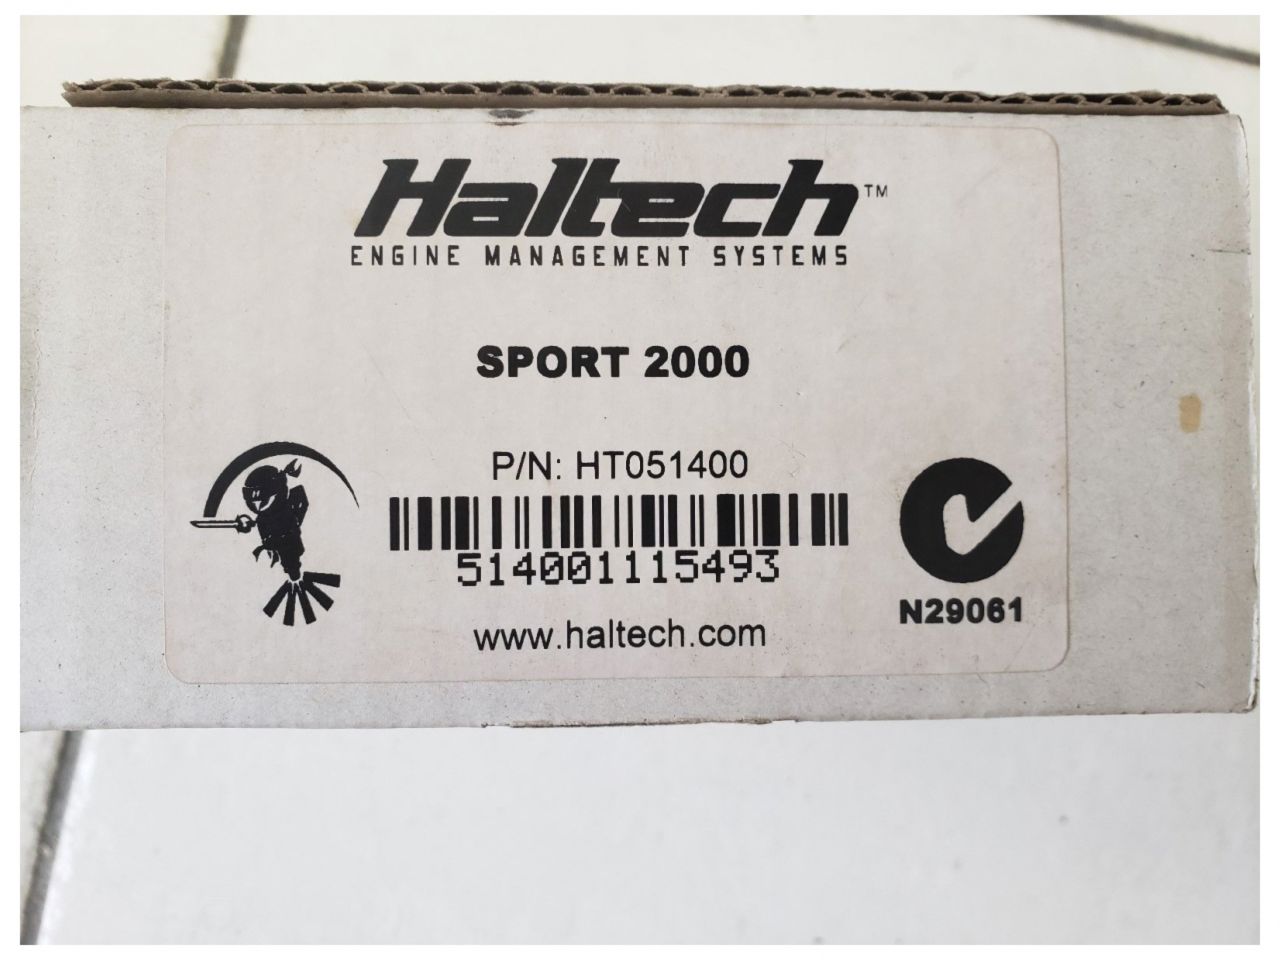 Haltech™
ENGINE MANAGEMENT SYSTEMS
SPORT 2000
P/N: HT051400
514001115493
N29061
www.haltech.com